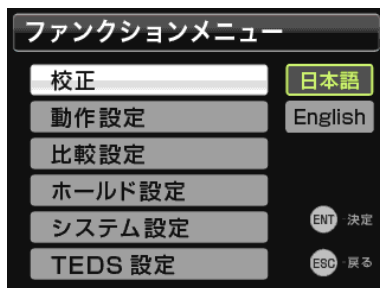 ファンクションメニュー
校正
日本語
動作設定
English
比較設定
ホールド設定
システム設定
ENT 決定
TEDS 設定
ESC 戻る